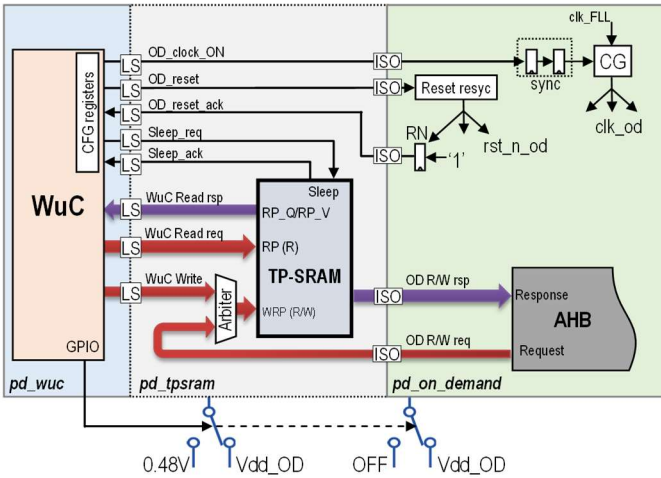 clk_FLL
OD_clock_ON
LS
ISO
CG
sync
clk_od
CFG registers
OD_reset
LS
ISO
Reset resyc
OD_reset_ack
LS
RN
rst_n_od
Sleep_req
LS
Sleep_ack
LS
ISO
'1'
Sleep
WuC
WuC Read rsp
LS
RP_Q/RP_V
WuC Read req
LS
RP (R)
TP-SRAM
WuC Write
LS
Arbiter
WRP (R/W)
OD R/W rsp
ISO
Response
AHB
OD R/W req
ISO
Request
GPIO
pd_wuc
pd_tpsram
pd_on_demand
0.48V
Vdd_OD
OFF
Vdd_OD